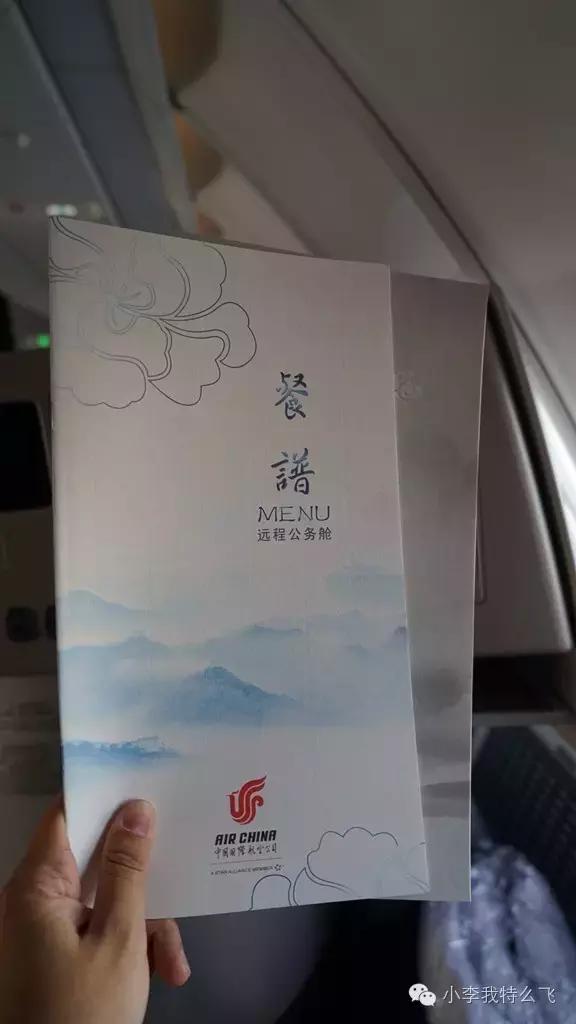 餐
譜
MENU
远程公务舱
AIR CHINA
中国国际航空公司
A STAR ALLIANCE MEMBER
小李我特么飞